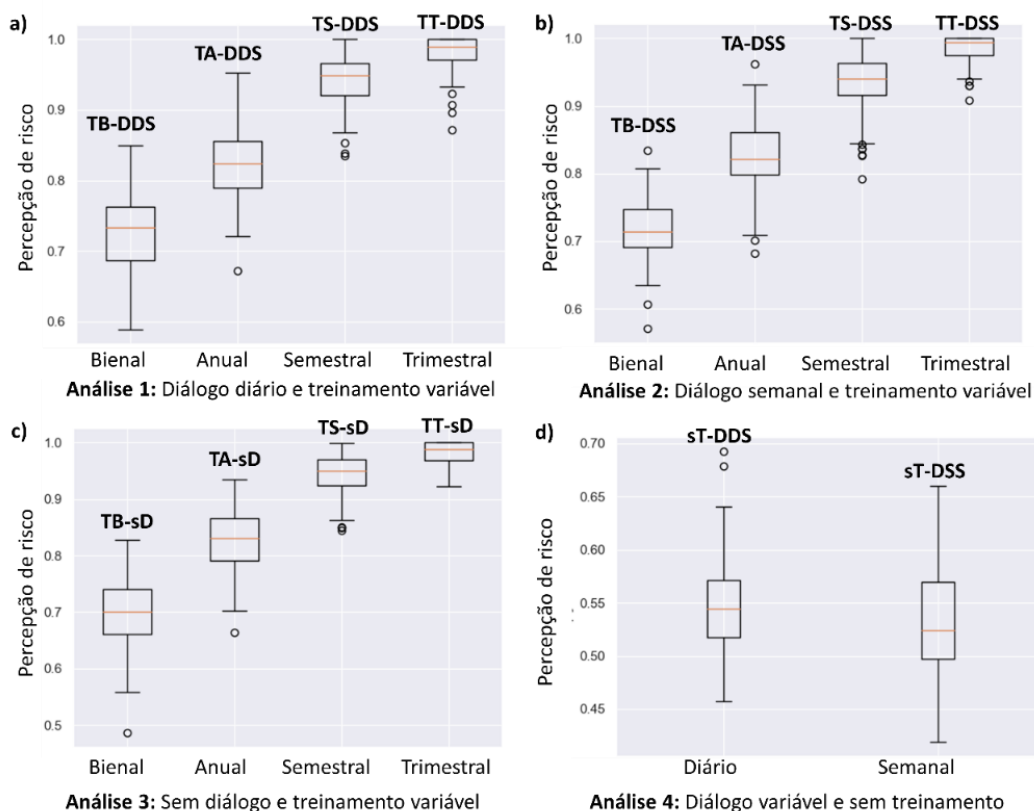 a)
TB-DDS
TA-DDS
TS-DDS
TT-DDS
Percepção de risco
1.0
0.9
0.8
0.7
0.6
Bienal Anual Semestral Trimestral
Análise 1: Diálogo diário e treinamento variável
b)
TB-DSS
TA-DSS
TS-DSS
TT-DSS
Percepção de risco
1.0
0.9
0.8
0.7
0.6
Bienal Anual Semestral Trimestral
Análise 2: Diálogo semanal e treinamento variável
c)
TB-sD
TA-sD
TS-sD
TT-sD
Percepção de risco
1.0
0.9
0.8
0.7
0.6
0.5
Bienal Anual Semestral Trimestral
Análise 3: Sem diálogo e treinamento variável
d)
sT-DDS
sT-DSS
Percepção de risco
0.70
0.65
0.60
0.55
0.50
0.45
Diário Semanal
Análise 4: Diálogo variável e sem treinamento